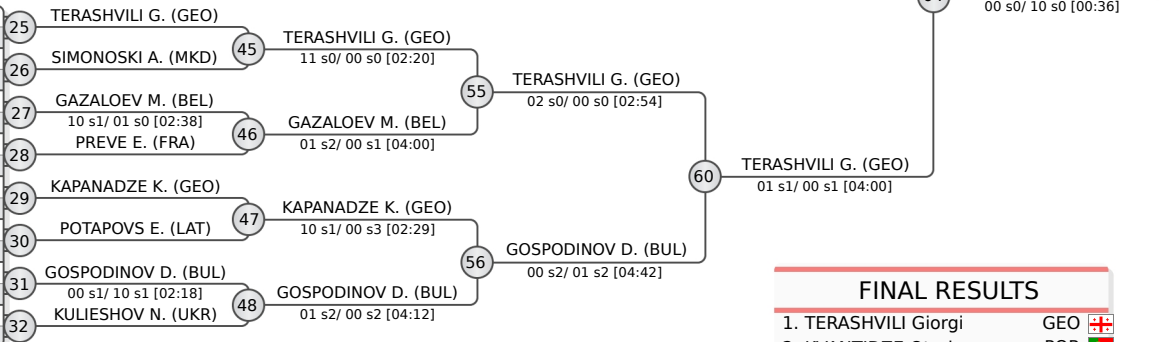 00 s0/ 10 s0 [00:36]
25
TERASHVILI G. (GEO)
45
TERASHVILI G. (GEO)
11 s0/ 00 s0 [02:20]
26
SIMONOSKI A. (MKD)
55
TERASHVILI G. (GEO)
02 s0/ 00 s0 [02:54]
27
GAZALOEV M. (BEL)
10 s1/ 01 s0 [02:38]
46
GAZALOEV M. (BEL)
01 s2/ 00 s1 [04:00]
28
PREVE E. (FRA)
60
TERASHVILI G. (GEO)
01 s1/ 00 s1 [04:00]
29
KAPANADZE K. (GEO)
47
KAPANADZE K. (GEO)
10 s1/ 00 s3 [02:29]
30
POTAPOVS E. (LAT)
56
GOSPODINOV D. (BUL)
00 s2/ 01 s2 [04:42]
31
GOSPODINOV D. (BUL)
00 s1/ 10 s1 [02:18]
48
GOSPODINOV D. (BUL)
01 s2/ 00 s2 [04:12]
32
KULIESHOV N. (UKR)
FINAL RESULTS
1. TERASHVILI Giorgi GEO